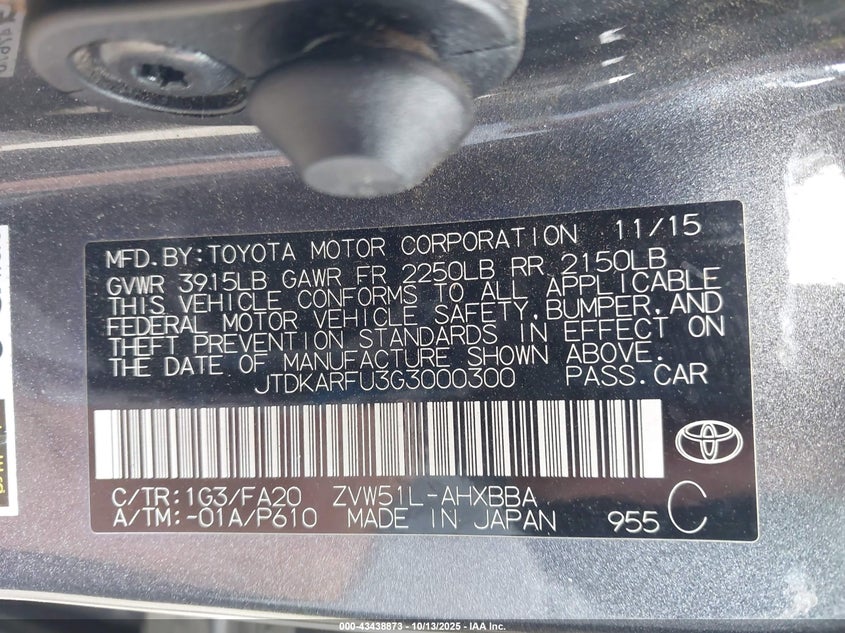 MFD.BY:TOYOTA MOTOR CORPORATION 11/15
GVWR 3915LB GAWR FR 2250LB RR 2150LB
THIS VEHICLE CONFORMS TO ALL APPLICABLE
FEDERAL MOTOR VEHICLE SAFETY,BUMPER,AND
THEFT PREVENTION STANDARDS IN EFFECT ON
THE DATE OF MANUFACTURE SHOWN ABOVE.
JTDKARFU3G3000300 PASS.CAR
C/TR:1G3/FA20 ZVW51L-AHXBBA
A/TM:-01A/P610 MADE IN JAPAN 955 C
000-43438873 - 10/13/2025 - IAA Inc.